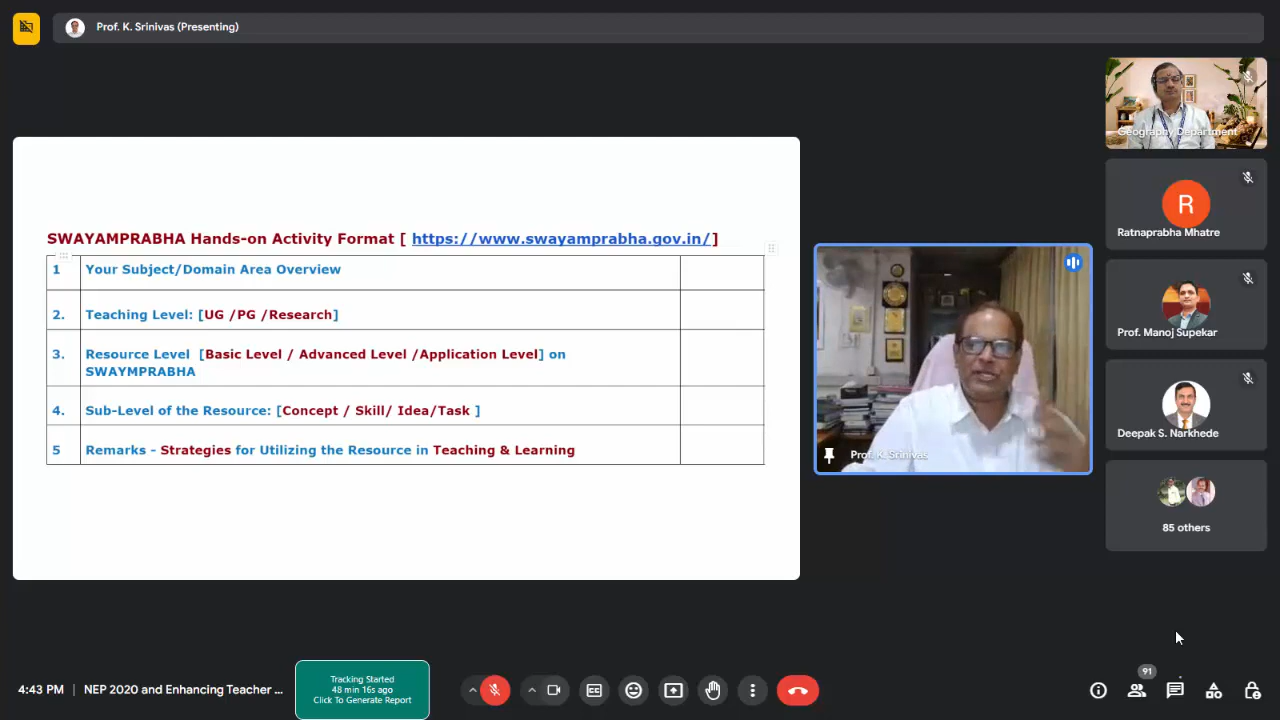 Prof. K. Srinivas (Presenting)
SWAYAMPRABHA Hands-on Activity Format [ https://www.swayamprabha.gov.in/]
1 Your Subject/Domain Area Overview
2. Teaching Level: [UG /PG /Research]
3. Resource Level [Basic Level / Advanced Level /Application Level] on
SWAYMPRABHA
4. Sub-Level of the Resource: [Concept / Skill/ Idea/Task ]
5 Remarks - Strategies for Utilizing the Resource in Teaching & Learning
Prof. K. Srinivas
Geography Department
R
Ratnaprabha Mhatre
Prof. Manoj Supekar
Deepak S. Narkhede
85 others
4:43 PM | NEP 2020 and Enhancing Teacher ...
Tracking Started
48 min 16s ago
Click To Generate Report
CC
91